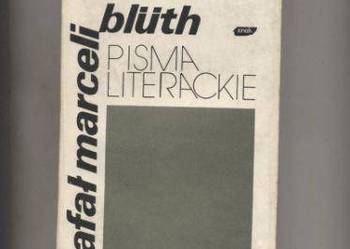 afał marceli
blüth
znak
PISMA
LITERACKIE